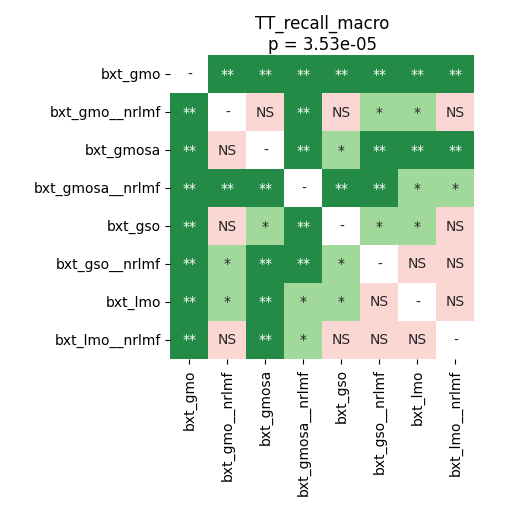 TT_recall_macro
p = 3.53e-05
bxt_gmo - ** ** ** ** ** ** **
bxt_gmo__nrlmf ** - NS ** NS * * NS
bxt_gmosa ** NS - ** * ** ** **
bxt_gmosa__nrlmf ** ** ** - ** ** * *
bxt_gso ** NS * ** - * * NS
bxt_gso__nrlmf ** * ** ** * - NS NS
bxt_lmo ** * ** * * NS - NS
bxt_lmo__nrlmf ** NS ** * NS NS NS -
bxt_gmo
bxt_gmo__nrlmf
bxt_gmosa
bxt_gmosa__nrlmf
bxt_gso
bxt_gso__nrlmf
bxt_lmo
bxt_lmo__nrlmf